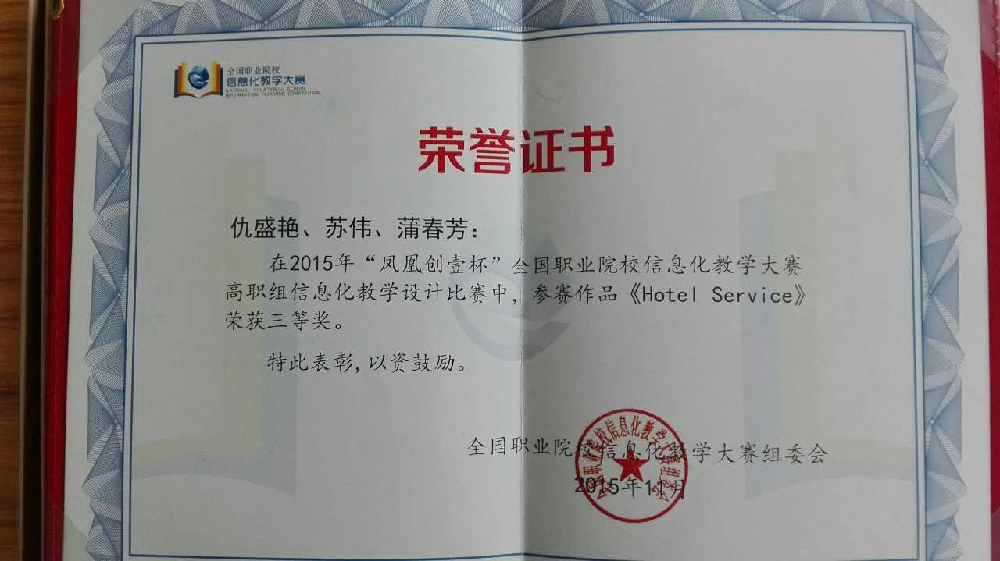 全国职业院校
信息化教学大赛
NATIONAL VOCATIONAL SCHOOL
INFORMATION TEACHING COMPETITION
荣誉证书
仇盛艳、苏伟、蒲春芳：
在2015年“凤凰创壹杯”全国职业院校信息化教学大赛
高职组信息化教学设计比赛中，参赛作品《Hotel Service》
荣获三等奖。
特此表彰,以资鼓励。
全国职业院校信息化教学大赛组委会
2015年11月
全国职业院校信息化教学大赛组委会